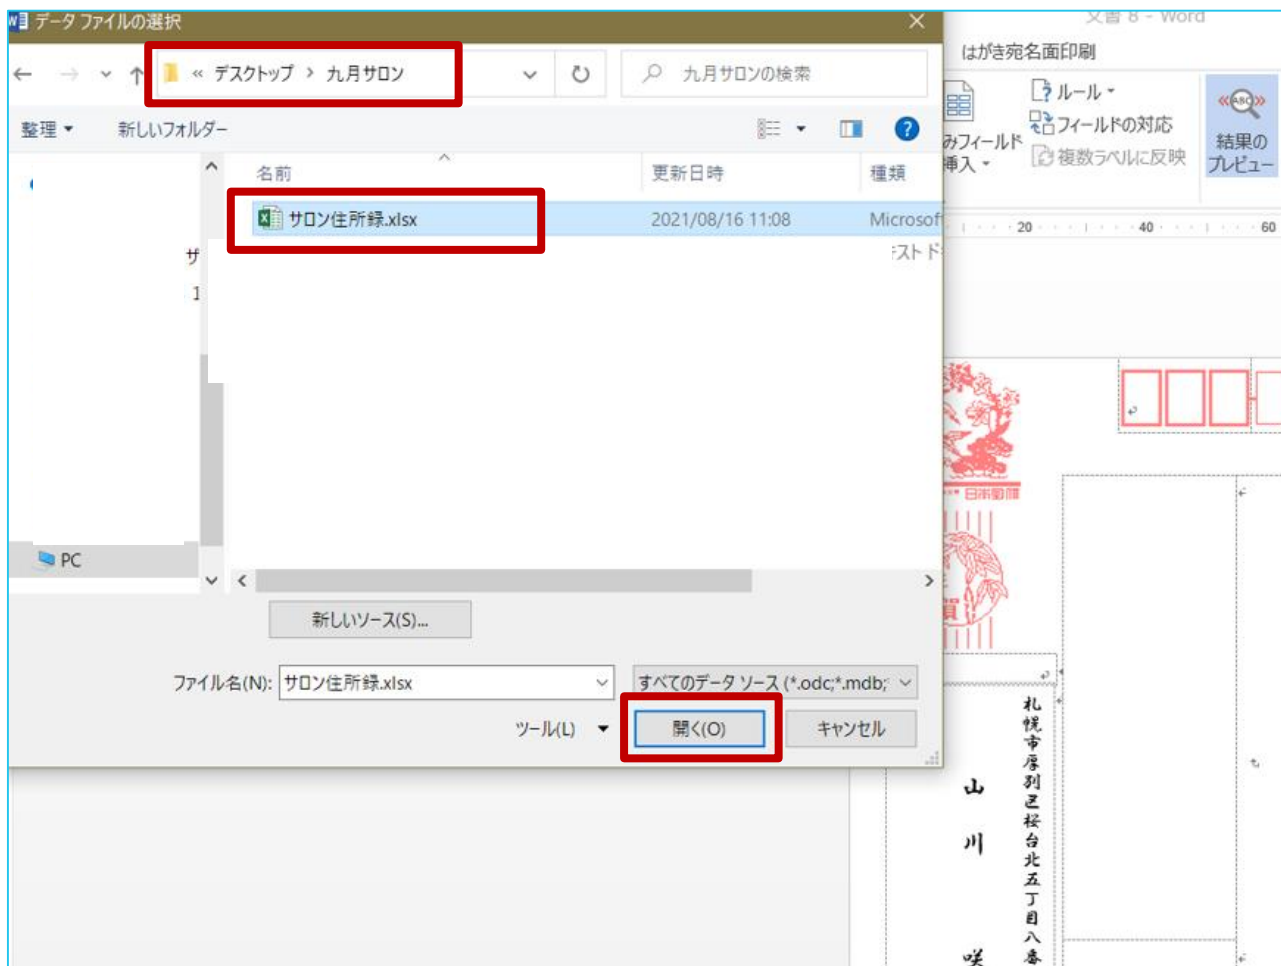 データ ファイルの選択
文書 8 - Word
« デスクトップ › 九月サロン
九月サロンの検索
はがき宛名面印刷
整理
新しいフォルダー
ルール
フィールドの対応
複数ラベルに反映
みフィールド
挿入
«ABC»
結果の
プレビュー
名前
更新日時
種類
サロン住所録.xlsx
2021/08/16 11:08
Microsof
キスト ド
サ
1
20
40
60
PC
新しいソース(S)...
ファイル名(N):
サロン住所録.xlsx
すべてのデータ ソース (*.odc;*.mdb;
ツール(L)
開く(O)
キャンセル
日本郵便
賀
札幌市厚別区桜台北五丁目八番
山川 咲